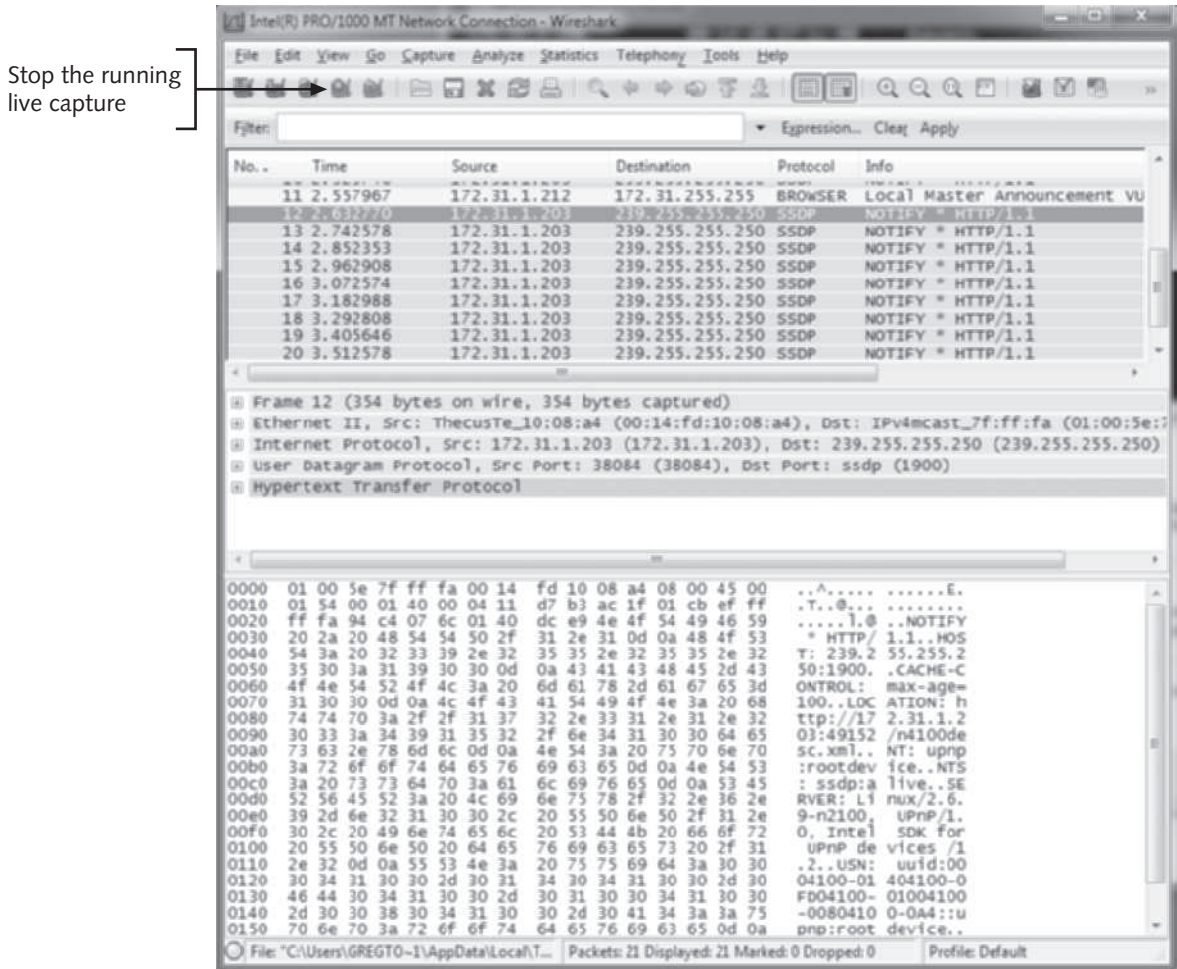 Stop the running
live capture
Intel(R) PRO/1000 MT Network Connection - Wireshark
File Edit View Go Capture Analyze Statistics Telephony Tools Help
Filter: Expression... Clear Apply
No. . Time Source Destination Protocol Info
11 2.557967 172.31.1.212 172.31.255.255 BROWSER Local Master Announcement VU
12 2.632770 172.31.1.203 239.255.255.250 SSDP NOTIFY * HTTP/1.1
13 2.742578 172.31.1.203 239.255.255.250 SSDP NOTIFY * HTTP/1.1
14 2.852353 172.31.1.203 239.255.255.250 SSDP NOTIFY * HTTP/1.1
15 2.962908 172.31.1.203 239.255.255.250 SSDP NOTIFY * HTTP/1.1
16 3.072574 172.31.1.203 239.255.255.250 SSDP NOTIFY * HTTP/1.1
17 3.182988 172.31.1.203 239.255.255.250 SSDP NOTIFY * HTTP/1.1
18 3.292808 172.31.1.203 239.255.255.250 SSDP NOTIFY * HTTP/1.1
19 3.405646 172.31.1.203 239.255.255.250 SSDP NOTIFY * HTTP/1.1
20 3.512578 172.31.1.203 239.255.255.250 SSDP NOTIFY * HTTP/1.1
Frame 12 (354 bytes on wire, 354 bytes captured)
Ethernet II, Src: ThecusTe_10:08:a4 (00:14:fd:10:08:a4), Dst: IPv4mcast_7f:ff:fa (01:00:5e:7
Internet Protocol, Src: 172.31.1.203 (172.31.1.203), Dst: 239.255.255.250 (239.255.255.250)
User Datagram Protocol, Src Port: 38084 (38084), Dst Port: ssdp (1900)
Hypertext Transfer Protocol
0000 01 00 5e 7f ff fa 00 14 fd 10 08 a4 08 00 45 00 ..^..... ......E.
0010 01 54 00 01 40 00 04 11 d7 b3 ac 1f 01 cb ef ff .T..@... ........
0020 ff fa 94 c4 07 6c 01 40 dc e9 4e 4f 54 49 46 59 .....l.@ ..NOTIFY
0030 20 2a 20 48 54 54 50 2f 31 2e 31 0d 0a 48 4f 53 * HTTP/ 1.1..HOS
0040 54 3a 20 32 33 39 2e 32 35 35 2e 32 35 35 2e 32 T: 239.2 55.255.2
0050 35 30 3a 31 39 30 30 0d 0a 43 41 43 48 45 2d 43 50:1900. .CACHE-C
0060 4f 4e 54 52 4f 4c 3a 20 6d 61 78 2d 61 67 65 3d ONTROL: max-age=
0070 31 30 30 0d 0a 4c 4f 43 41 54 49 4f 4e 3a 20 68 100..LOC ATION: h
0080 74 74 70 3a 2f 2f 31 37 32 2e 33 31 2e 31 2e 32 ttp://17 2.31.1.2
0090 30 33 3a 34 39 31 35 32 2f 6e 34 31 30 30 64 65 03:49152 /n4100de
00a0 73 63 2e 78 6d 6c 0d 0a 4e 54 3a 20 75 70 6e 70 sc.xml.. NT: upnp
00b0 3a 72 6f 6f 74 64 65 76 69 63 65 0d 0a 4e 54 53 :rootdev ice..NTS
00c0 3a 20 73 73 64 70 3a 61 6c 69 76 65 0d 0a 53 45 : ssdp:a live..SE
00d0 52 56 45 52 3a 20 4c 69 6e 75 78 2f 32 2e 36 2e RVER: Li nux/2.6.
00e0 39 2d 6e 32 31 30 30 2c 20 55 50 6e 50 2f 31 2e 9-n2100, UPnP/1.
00f0 30 2c 20 49 6e 74 65 6c 20 53 44 4b 20 66 6f 72 0, Intel SDK for
0100 20 55 50 6e 50 20 64 65 76 69 63 65 73 20 2f 31 UPnP de vices /1
0110 2e 32 0d 0a 55 53 4e 3a 20 75 75 69 64 3a 30 30 .2..USN: uuid:00
0120 30 34 31 30 30 2d 30 31 34 30 34 31 30 30 2d 30 04100-01 404100-0
0130 46 44 30 34 31 30 30 2d 30 31 30 30 34 31 30 30 FD04100- 01004100
0140 2d 30 30 38 30 34 31 30 30 2d 30 41 34 3a 3a 75 -0080410 0-0A4::u
0150 70 6e 70 3a 72 6f 6f 74 64 65 76 69 63 65 0d 0a pnp:root device..
File: "C:\Users\GREGTO~1\AppData\Local\T... Packets: 21 Displayed: 21 Marked: 0 Dropped: 0 Profile: Default